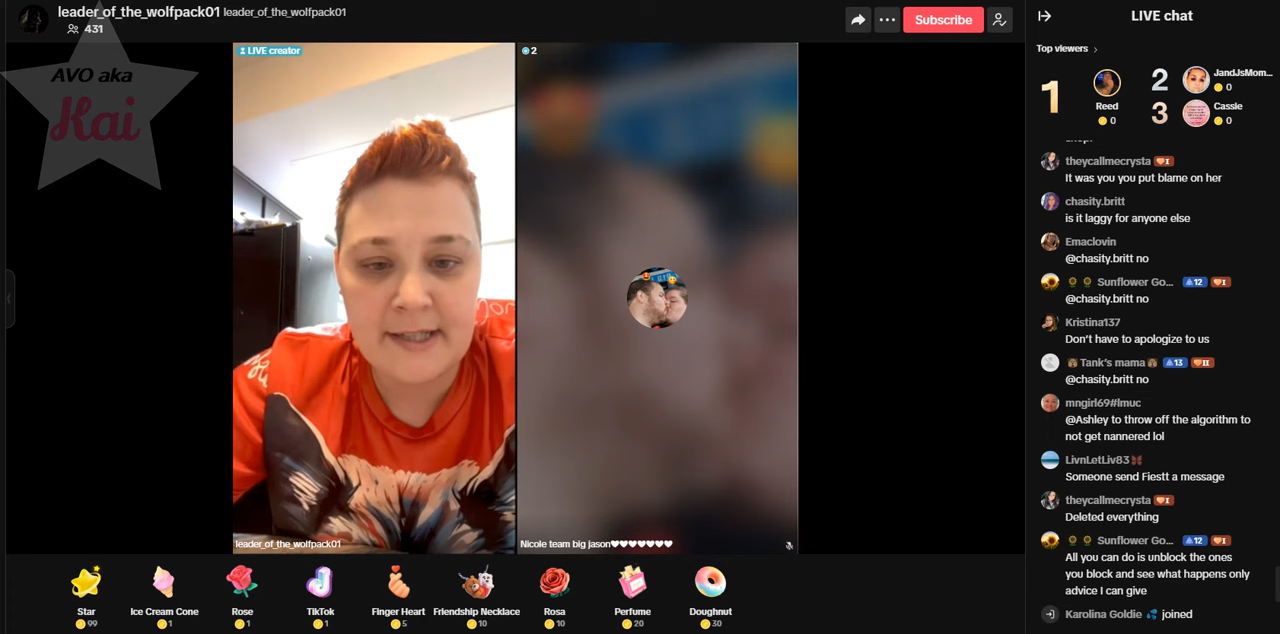 leader_of_the_wolfpack01 leader_of_the_wolfpack01
431
Subscribe
AVO aka
Kai
LIVE creator
2
leader_of_the_wolfpack01
Nicole team big jason🤍🤍🤍🤍🤍🤍🤍
Star
99
Ice Cream Cone
1
Rose
1
TikTok
1
Finger Heart
5
Friendship Necklace
10
Rosa
10
Perfume
20
Doughnut
30
LIVE chat
Top viewers >
1
Reed
0
2
JandJsMom...
0
3
Cassie
0
theycallmecrysta I
It was you you put blame on her
chasity.britt
is it laggy for anyone else
Emaclovin
@chasity.britt no
🌻 🌻 Sunflower Go... 12 I
@chasity.britt no
Kristina137
Don't have to apologize to us
Tank's mama 13 II
@chasity.britt no
mngirl69#lmuc
@Ashley to throw off the algorithm to
not get nannered lol
LivnLetLiv83
Someone send Fiestt a message
theycallmecrysta I
Deleted everything
🌻 🌻 Sunflower Go... 12 I
All you can do is unblock the ones
you block and see what happens only
advice I can give
Karolina Goldie 💦 joined